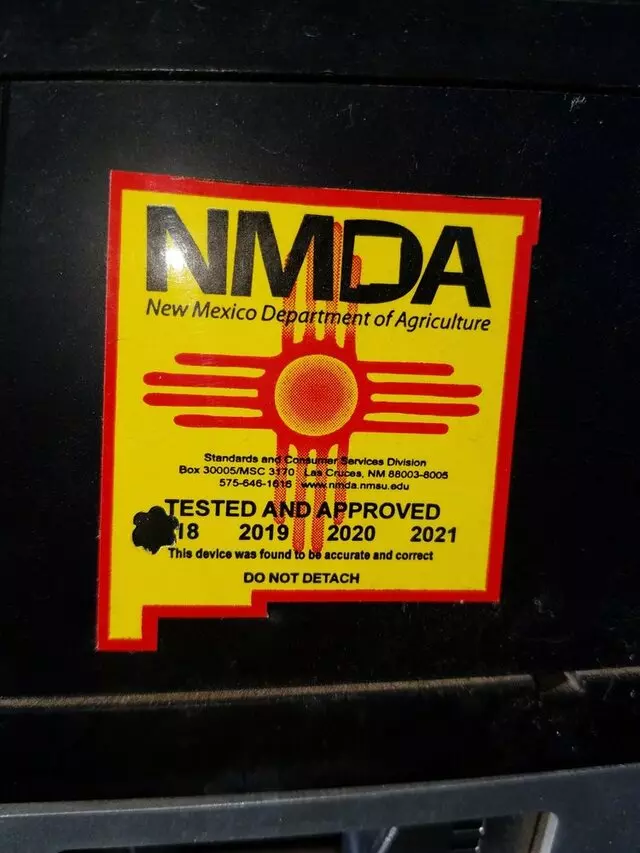 NMDA
New Mexico Department of Agriculture
Standards and Consumer Services Division
Box 30005/MSC 3170 Las Cruces, NM 88003-8005
575-646-1616 www.nmda.nmsu.edu
TESTED AND APPROVED
18 2019 2020 2021
This device was found to be accurate and correct
DO NOT DETACH